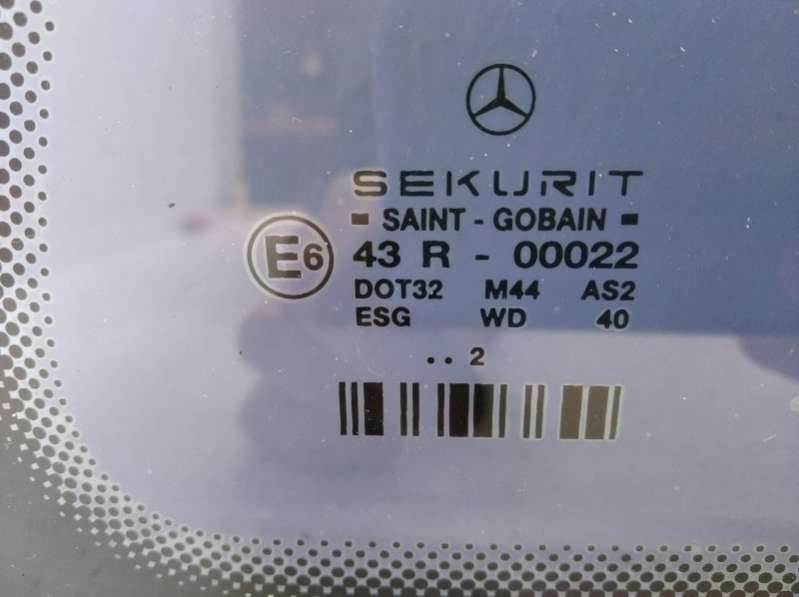 SEKURIT
SAINT - GOBAIN
E6 43 R - 00022
DOT32 M44 AS2
ESG WD 40
.. 2